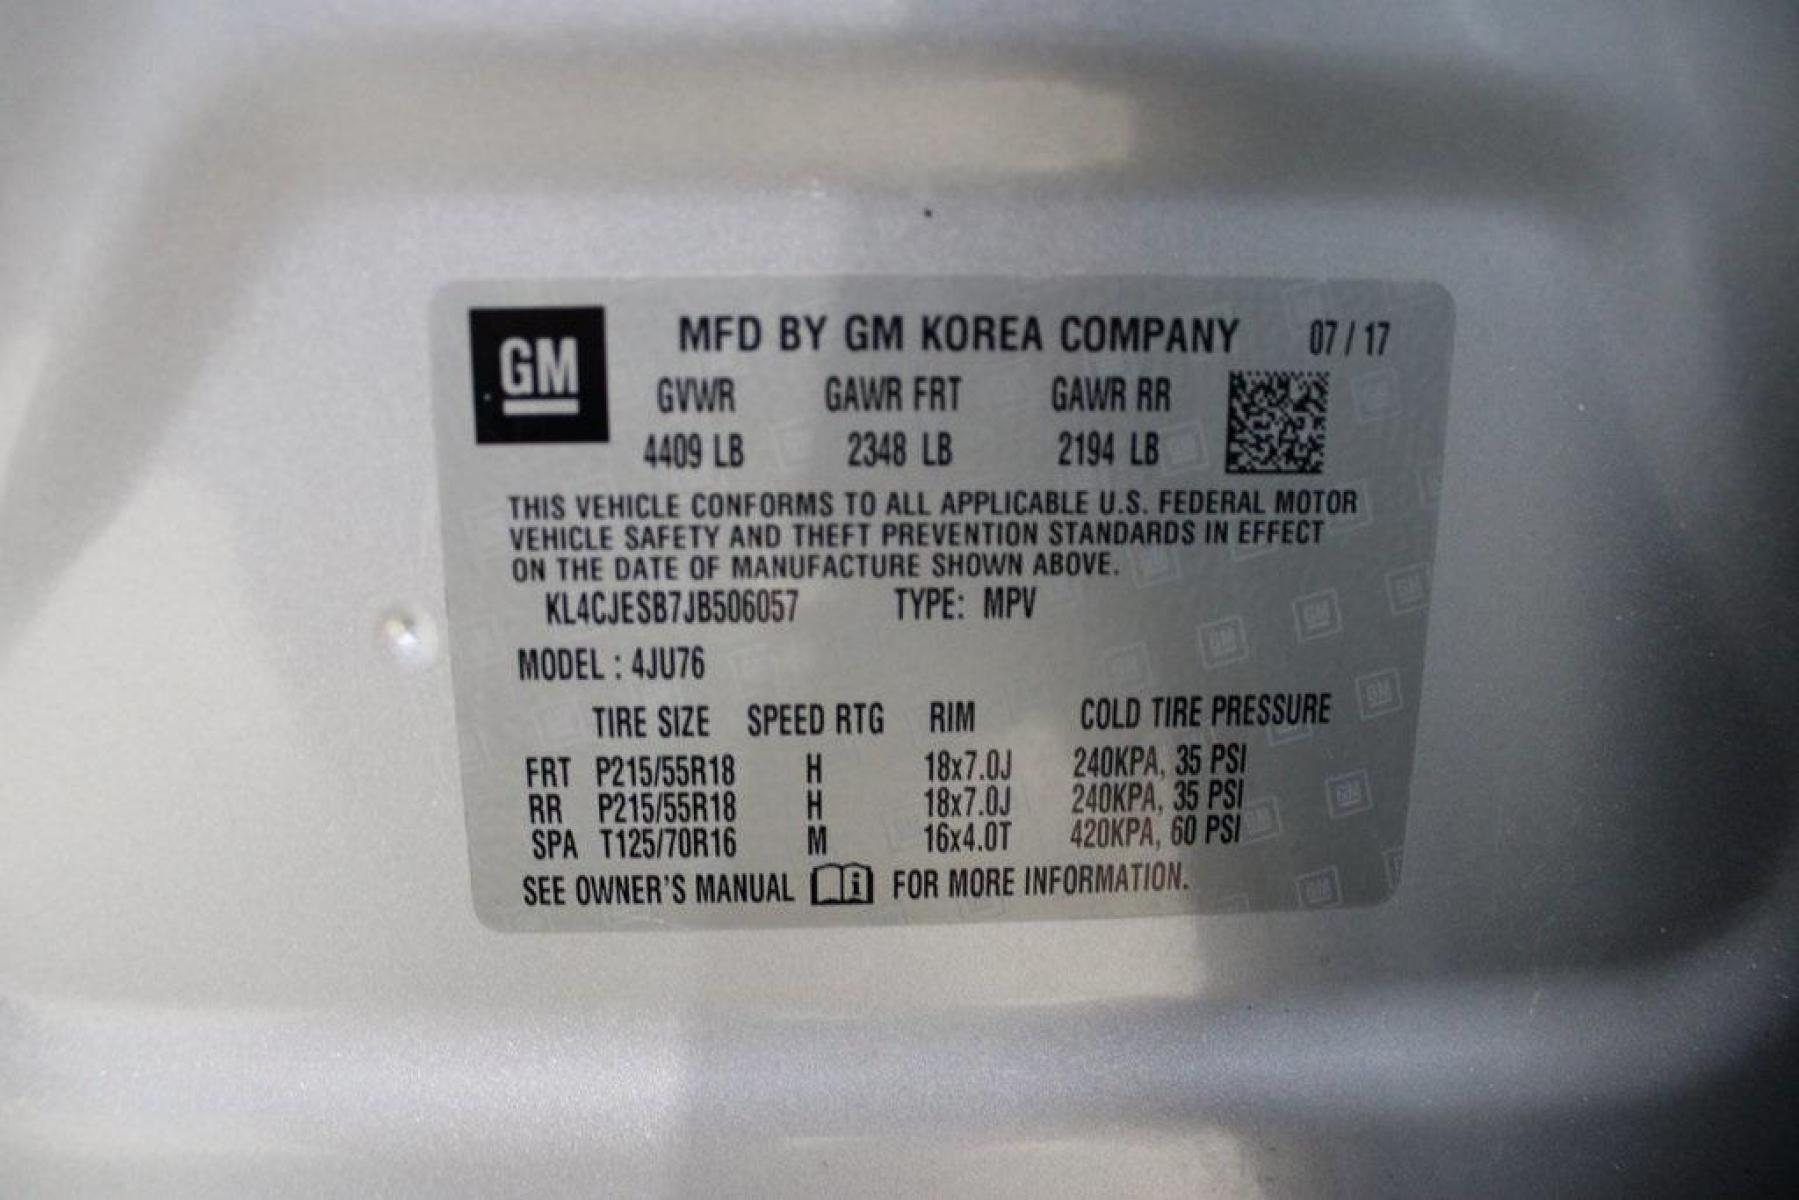 GM
MFD BY GM KOREA COMPANY 07/17
GVWR GAWR FRT GAWR RR
4409 LB 2348 LB 2194 LB
THIS VEHICLE CONFORMS TO ALL APPLICABLE U.S. FEDERAL MOTOR
VEHICLE SAFETY AND THEFT PREVENTION STANDARDS IN EFFECT
ON THE DATE OF MANUFACTURE SHOWN ABOVE.
KL4CJESB7JB506057 TYPE: MPV
MODEL : 4JU76
TIRE SIZE SPEED RTG RIM COLD TIRE PRESSURE
FRT P215/55R18 H 18x7.0J 240KPA, 35 PSI
RR P215/55R18 H 18x7.0J 240KPA, 35 PSI
SPA T125/70R16 M 16x4.0T 420KPA, 60 PSI
SEE OWNER'S MANUAL i FOR MORE INFORMATION.